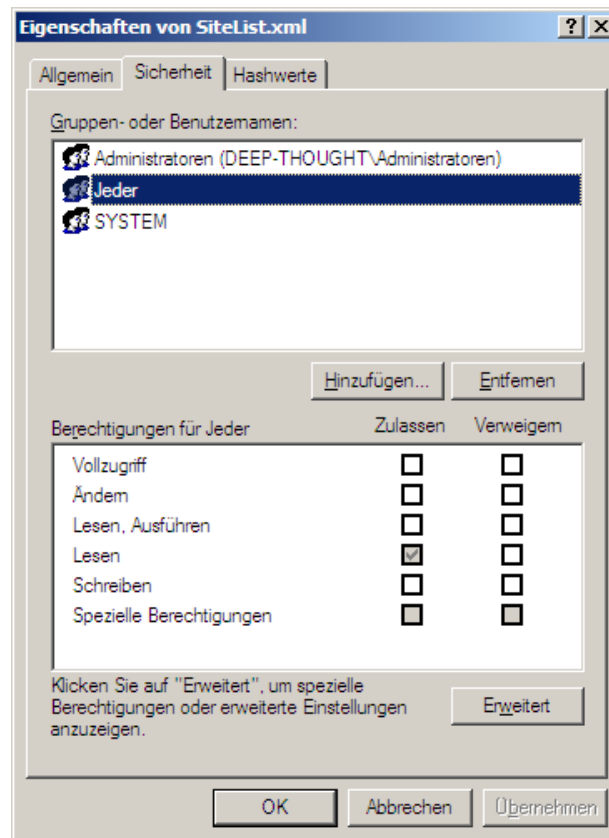 Eigenschaften von SiteList.xml
Allgemein Sicherheit Hashwerte
Gruppen- oder Benutzernamen:
Administratoren (DEEP-THOUGHT\Administratoren)
Jeder
SYSTEM
Hinzufügen... Entfernen
Berechtigungen für Jeder Zulassen Verweigern
Vollzugriff
Ändern
Lesen, Ausführen
Lesen
Schreiben
Spezielle Berechtigungen
Klicken Sie auf "Erweitert", um spezielle
Berechtigungen oder erweiterte Einstellungen
anzuzeigen.
Erweitert
OK Abbrechen Übernehmen